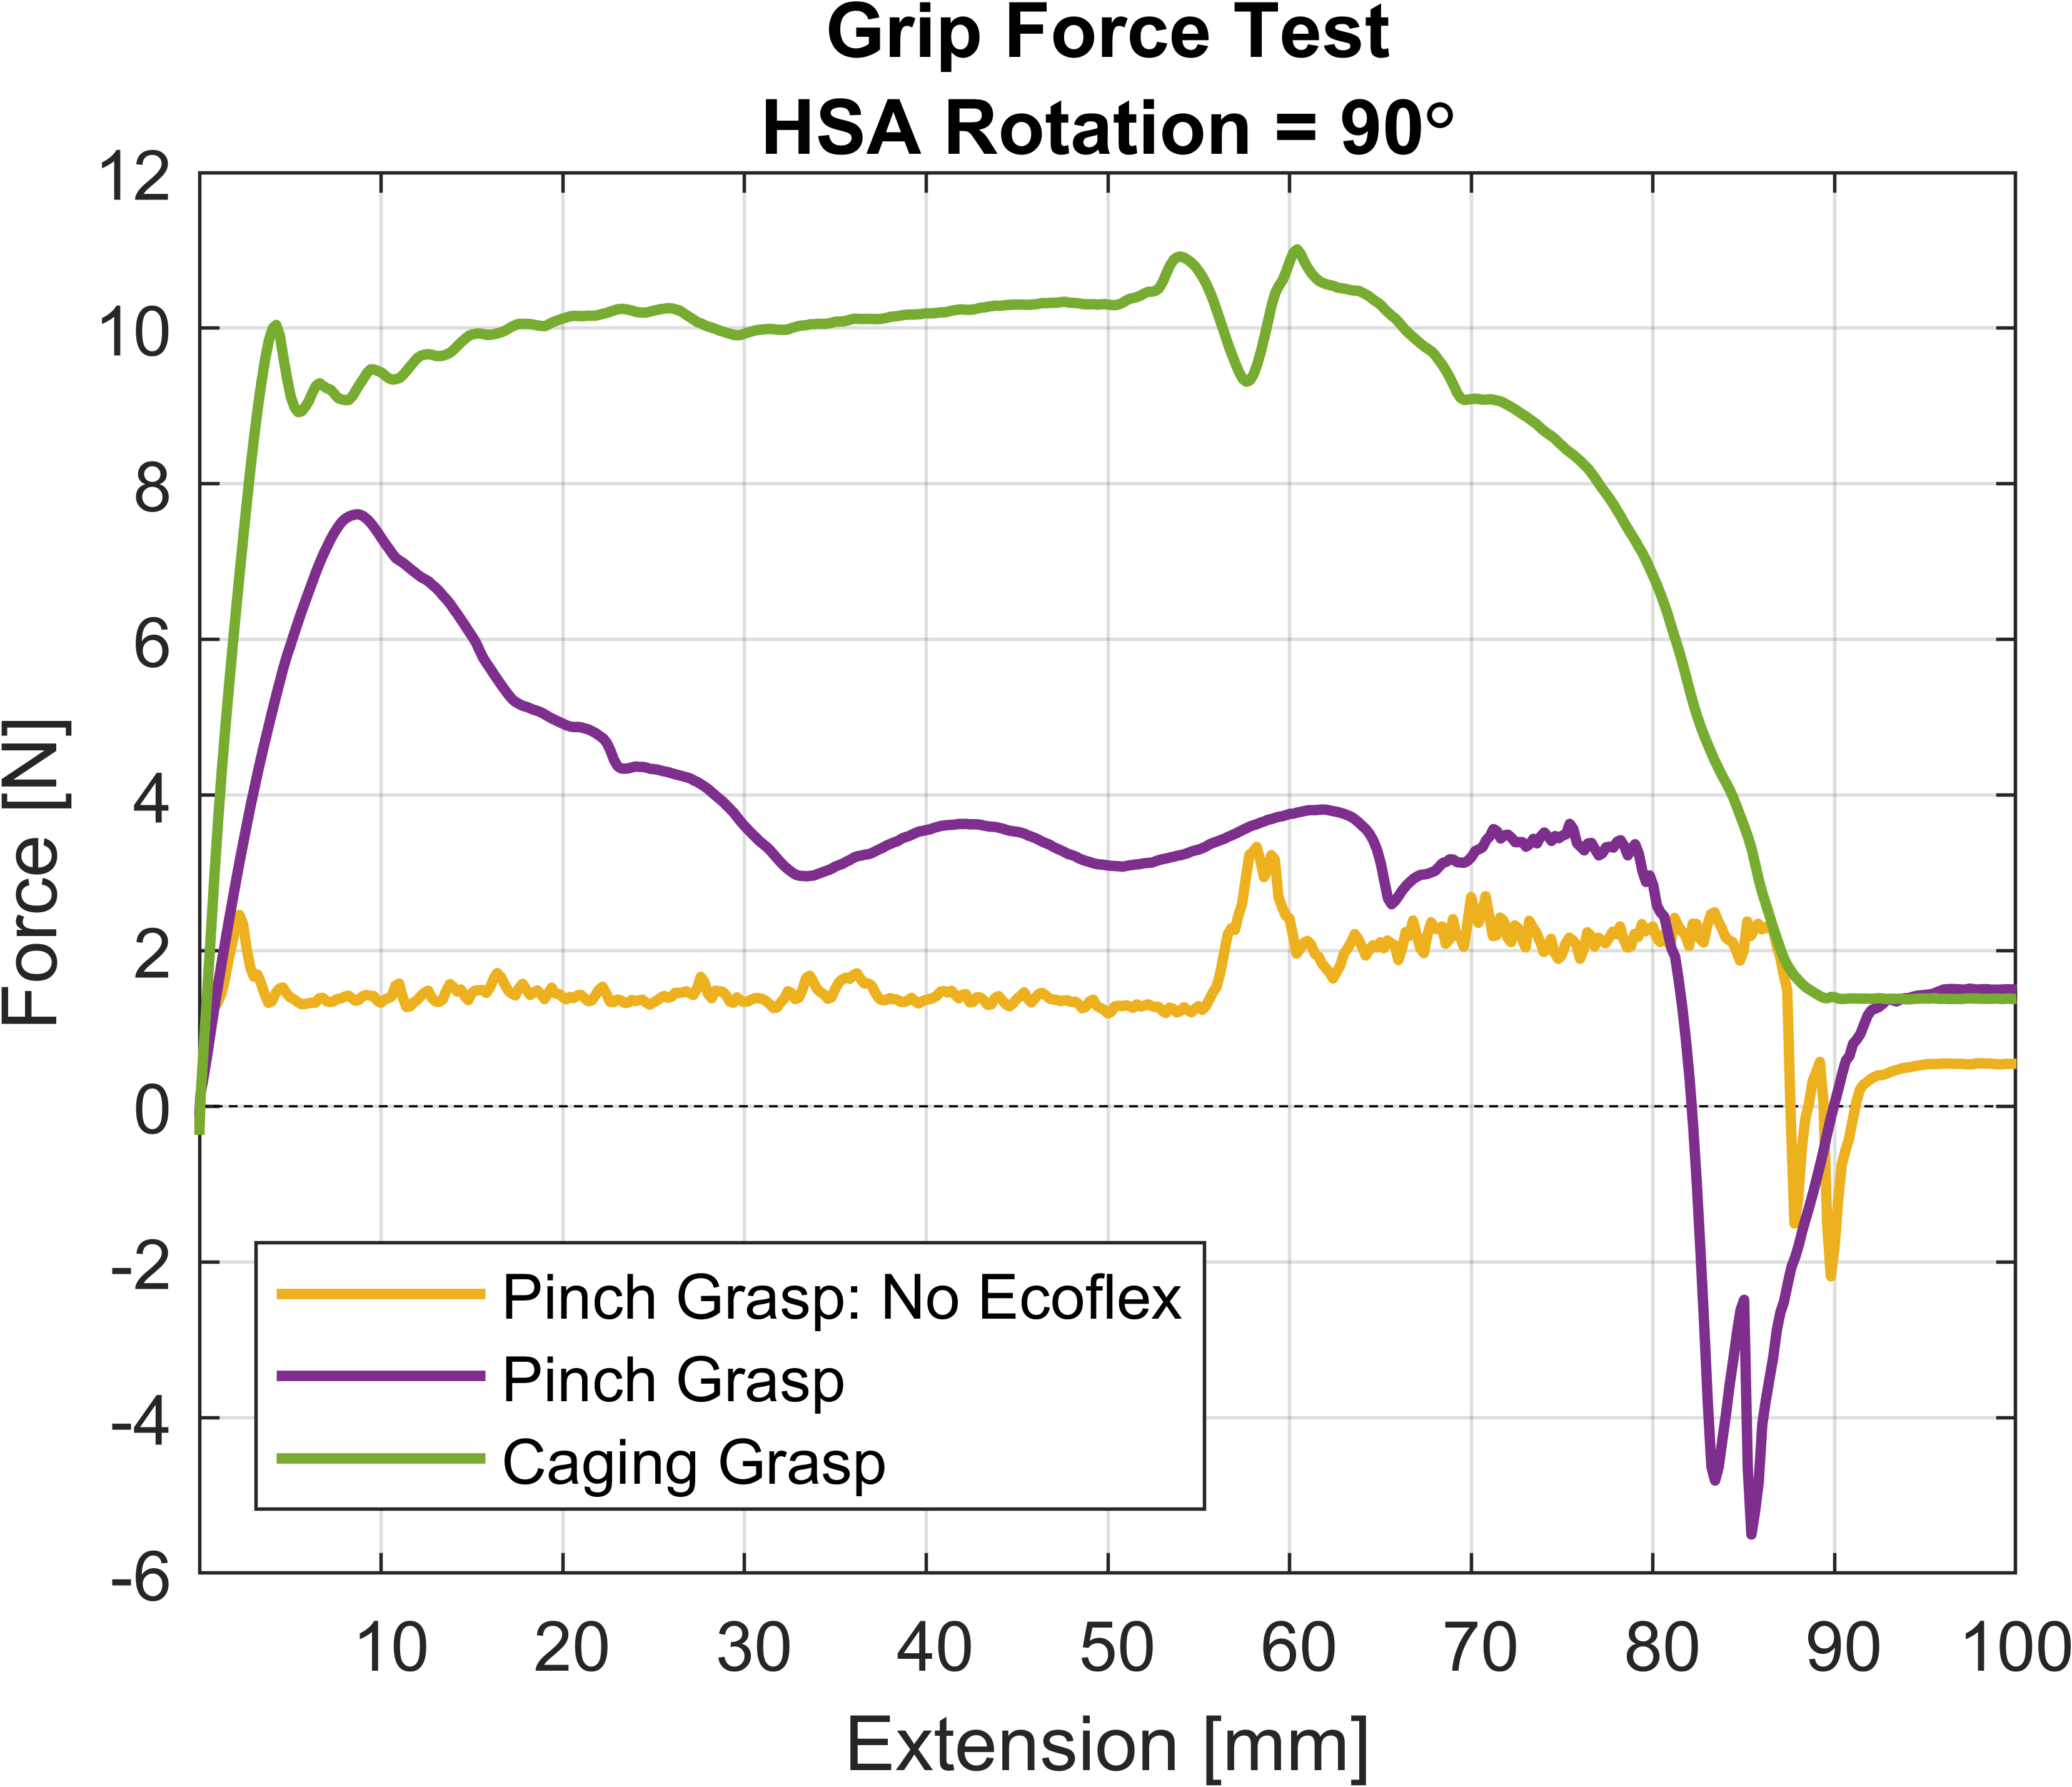 Grip Force Test
HSA Rotation = 90°
12
10
8
6
4
2
0
-2
-4
-6
Force [N]
Pinch Grasp: No Ecoflex
Pinch Grasp
Caging Grasp
10 20 30 40 50 60 70 80 90 100
Extension [mm]